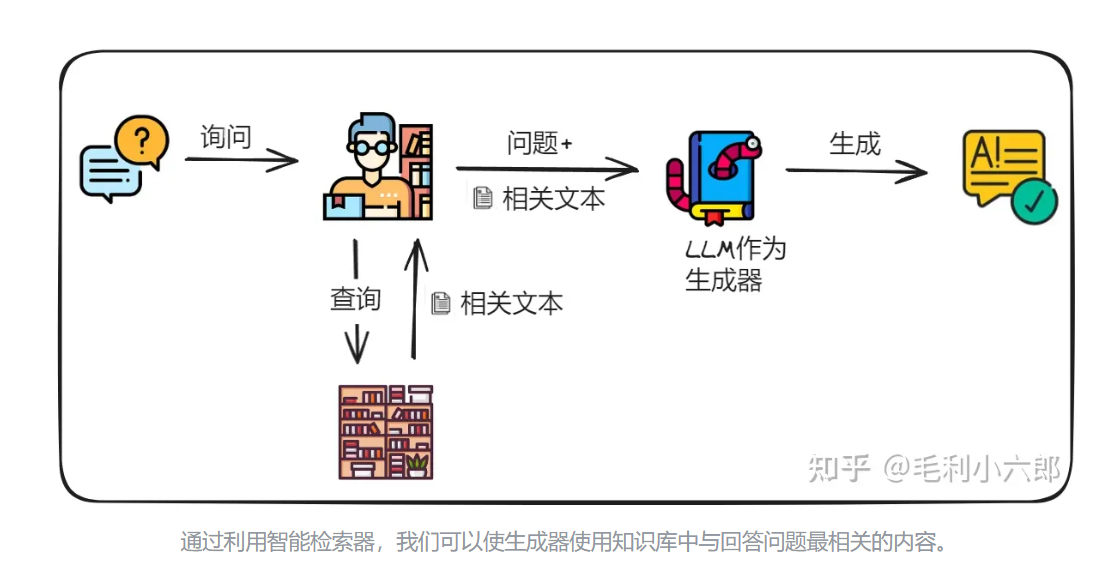 询问
问题+
相关文本
生成
A!
LLM作为
生成器
查询
相关文本
知乎 @毛利小六郎
通过利用智能检索器，我们可以使生成器使用知识库中与回答问题最相关的内容。